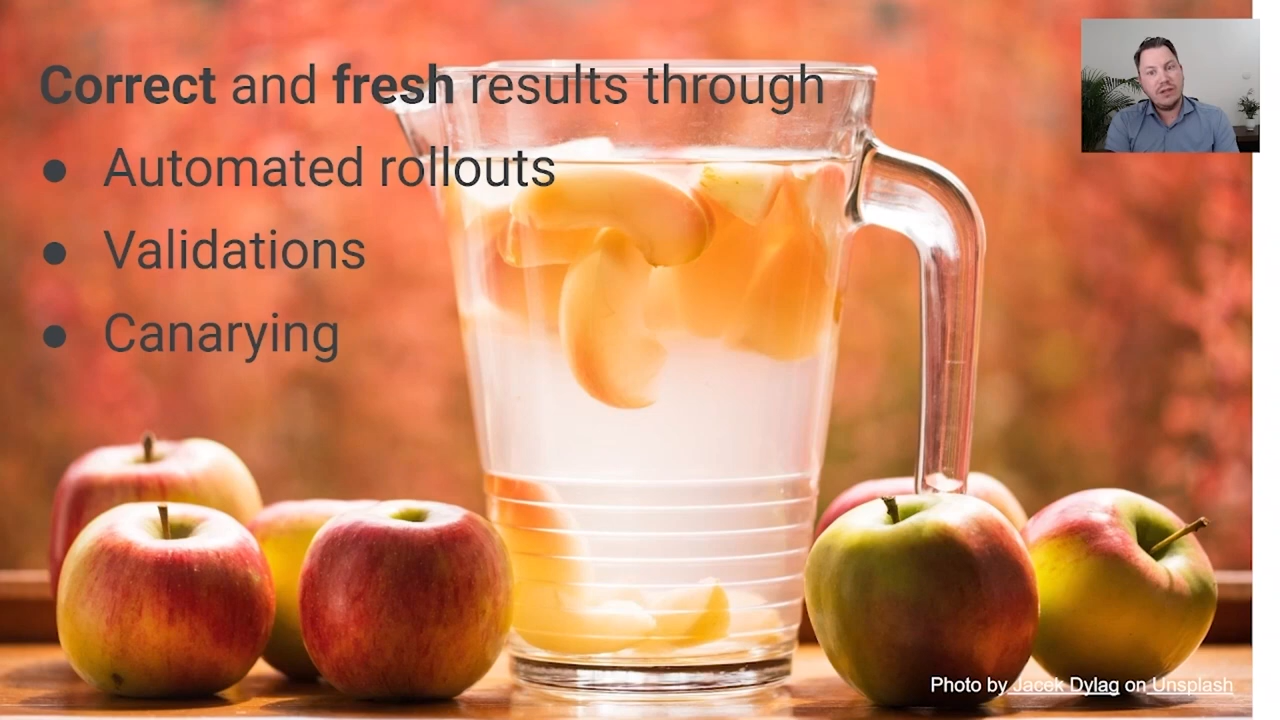 Correct and fresh results through
● Automated rollouts
● Validations
● Canarying
Photo by Jacek Dylag on Unsplash